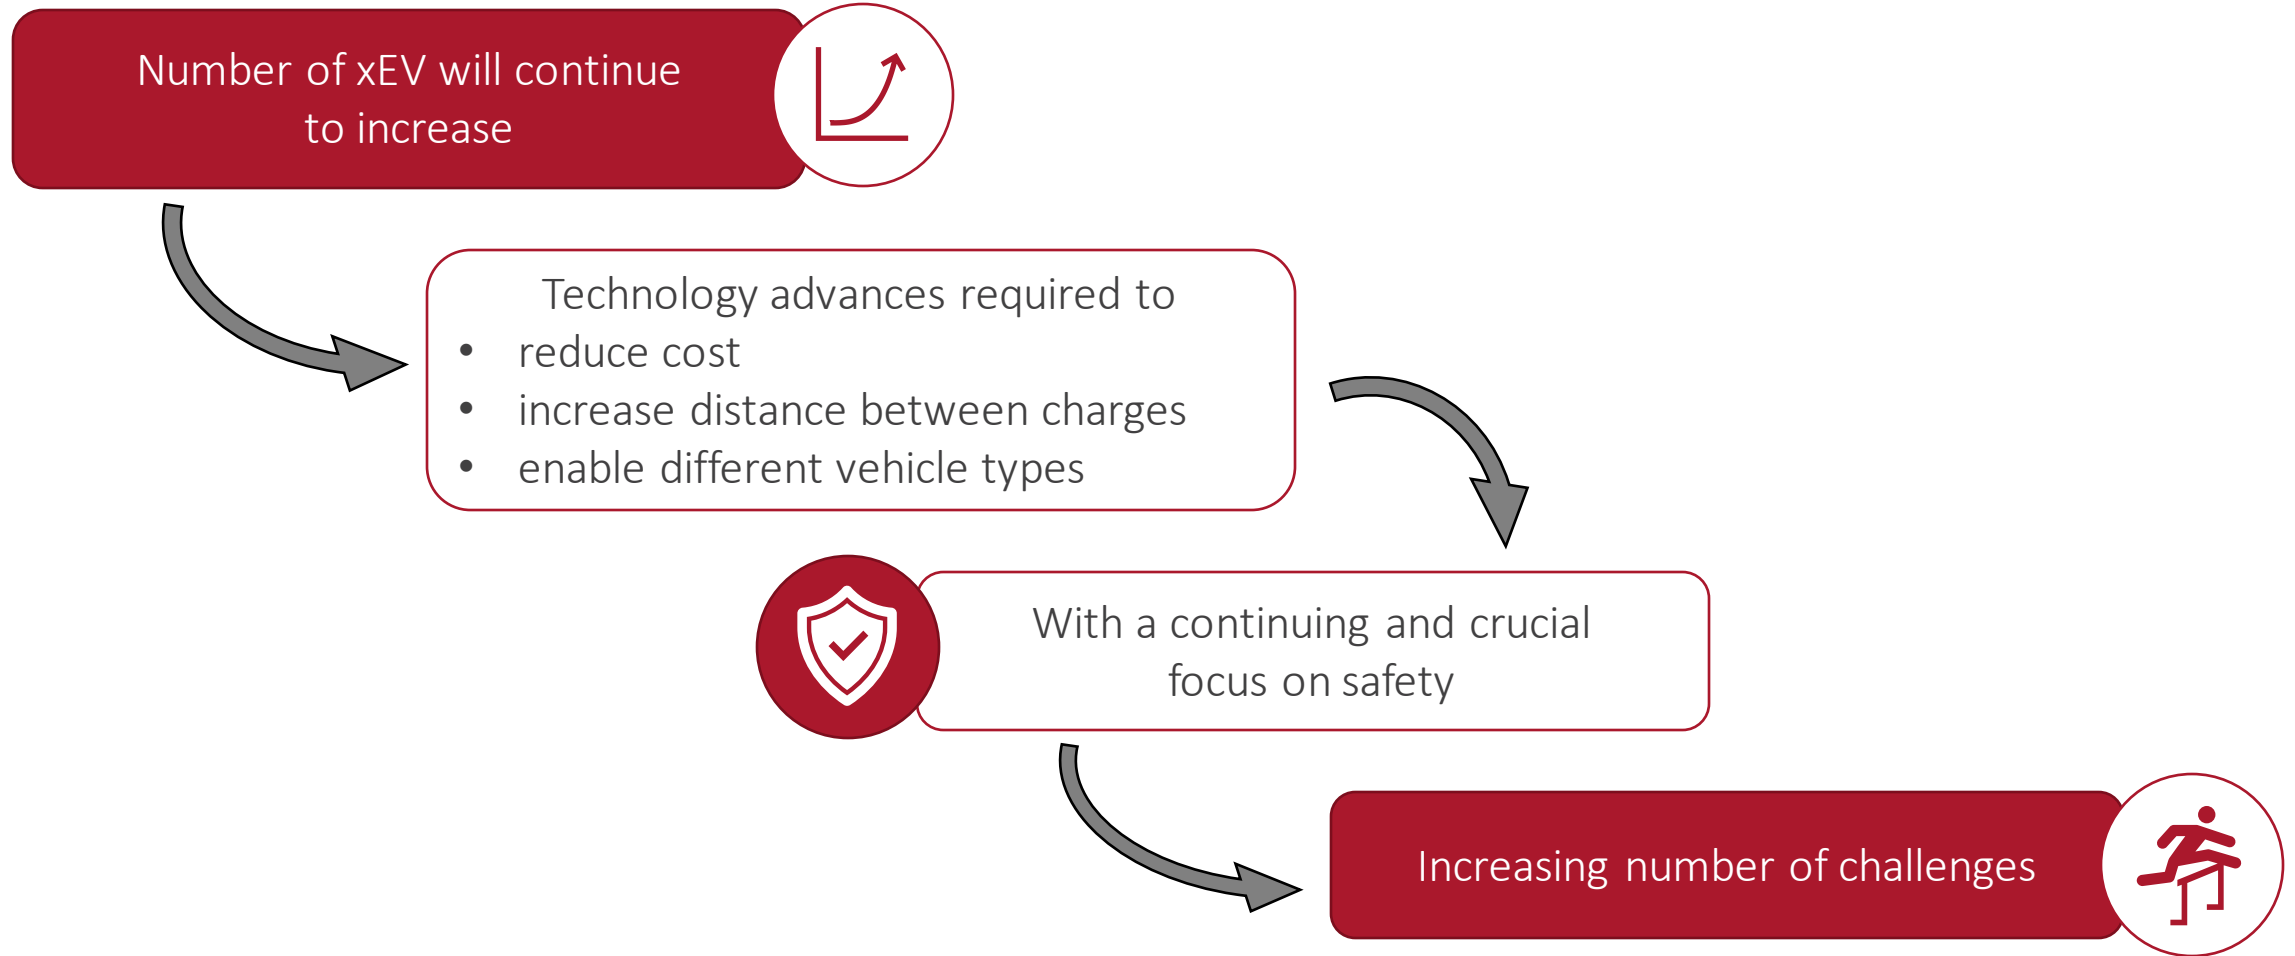 Number of xEV will continue
to increase
Technology advances required to
• reduce cost
• increase distance between charges
• enable different vehicle types
With a continuing and crucial
focus on safety
Increasing number of challenges